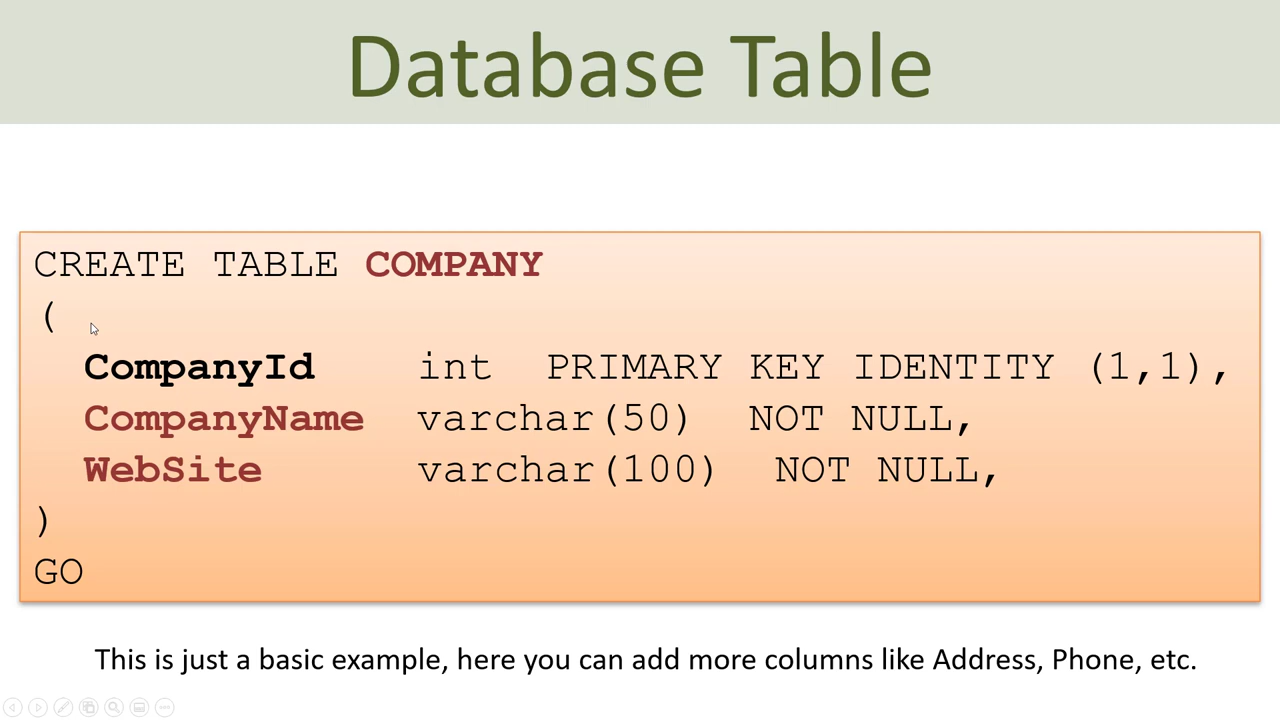 Database Table
CREATE TABLE COMPANY
(
CompanyId int PRIMARY KEY IDENTITY (1,1),
CompanyName varchar(50) NOT NULL,
WebSite varchar(100) NOT NULL,
)
GO
This is just a basic example, here you can add more columns like Address, Phone, etc.